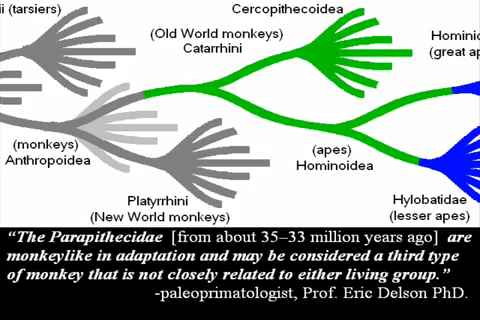 ii (tarsiers)
Cercopithecoidea
(Old World monkeys)
Catarrhini
Hominid
(great ap
(monkeys)
Anthropoidea
(apes)
Hominoidea
Platyrrhini
(New World monkeys)
Hylobatidae
(lesser apes)
“The Parapithecidae [from about 35–33 million years ago] are
monkeylike in adaptation and may be considered a third type
of monkey that is not closely related to either living group.”
-paleoprimatologist, Prof. Eric Delson PhD.